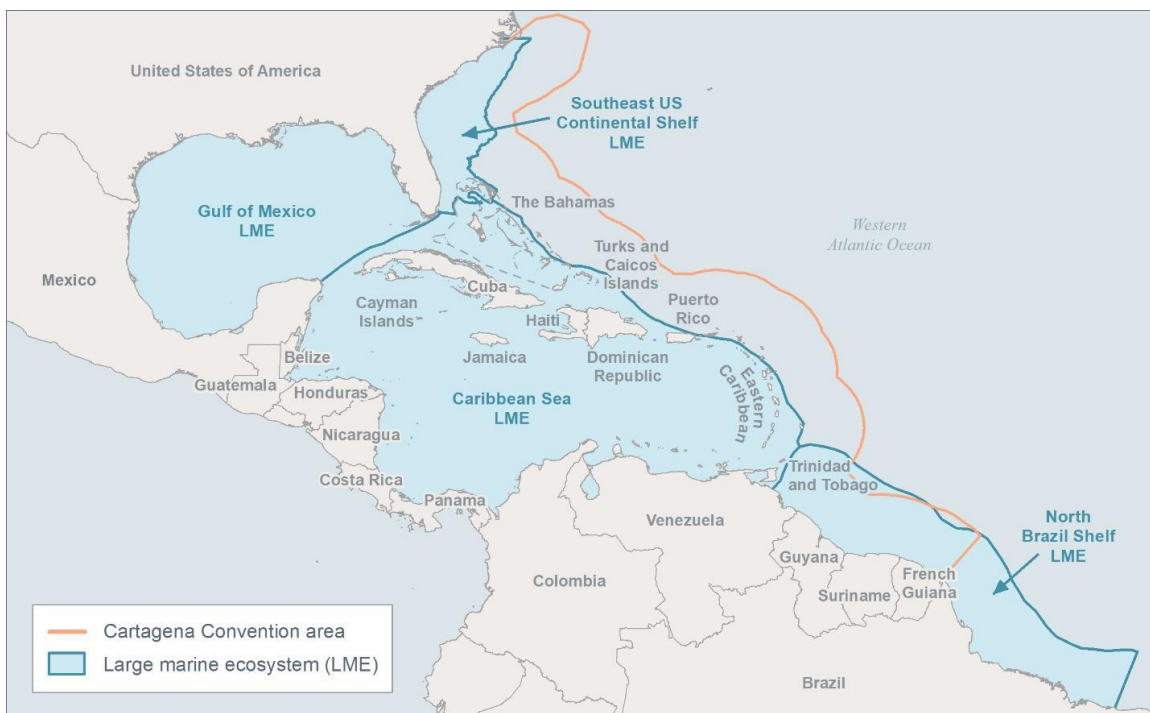 United States of America
Southeast US
Continental Shelf
LME
Gulf of Mexico
LME
The Bahamas
Western
Atlantic Ocean
Turks and
Caicos
Islands
Mexico
Cuba
Cayman
Islands
Puerto
Rico
Haiti
Jamaica
Dominican
Republic
Belize
Guatemala
Honduras
Caribbean Sea
LME
Eastern
Caribbean
Nicaragua
Costa Rica
Panama
Trinidad
and Tobago
Venezuela
North
Brazil Shelf
LME
Guyana
Colombia
Suriname
French
Guiana
Brazil
Cartagena Convention area
Large marine ecosystem (LME)